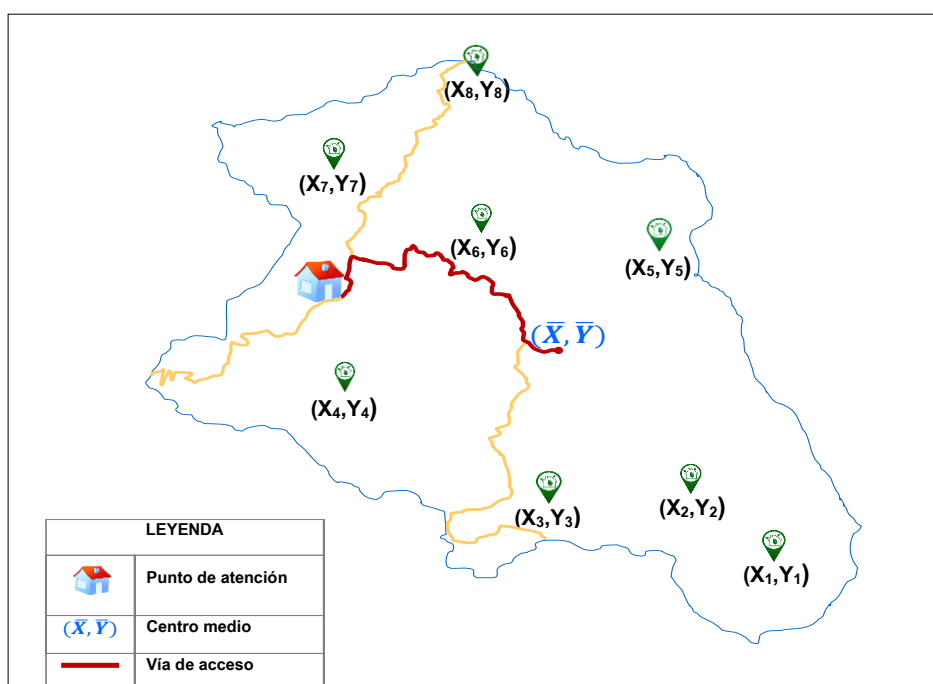 (X₈,Y₈)
(X₇,Y₇)
(X₆,Y₆)
(X₅,Y₅)
(X̅, Y̅)
(X₄,Y₄)
(X₃,Y₃)
(X₂,Y₂)
(X₁,Y₁)
LEYENDA
Punto de atención
(X̅, Y̅) Centro medio
Vía de acceso